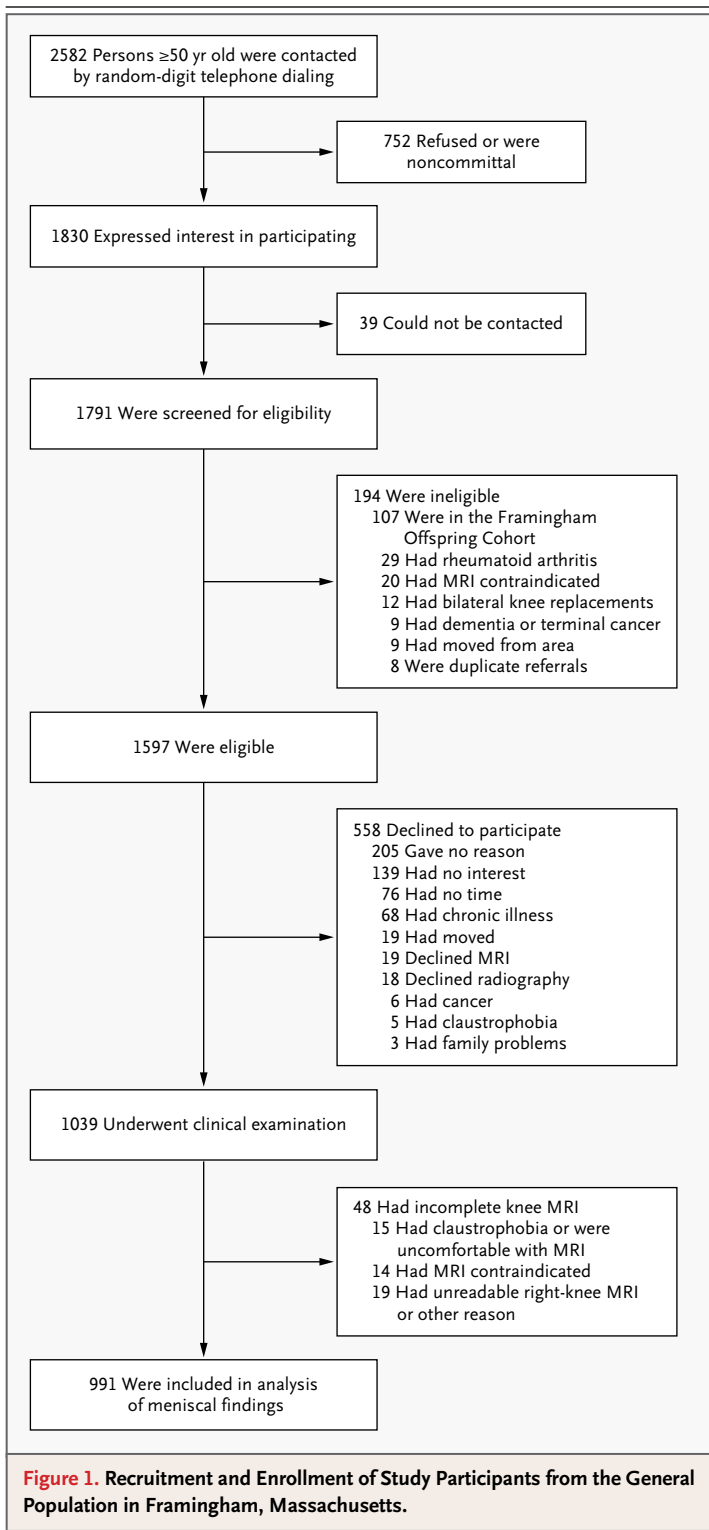 2582 Persons ≥50 yr old were contacted
by random-digit telephone dialing
752 Refused or were
noncommittal
1830 Expressed interest in participating
39 Could not be contacted
1791 Were screened for eligibility
194 Were ineligible
107 Were in the Framingham
Offspring Cohort
29 Had rheumatoid arthritis
20 Had MRI contraindicated
12 Had bilateral knee replacements
9 Had dementia or terminal cancer
9 Had moved from area
8 Were duplicate referrals
1597 Were eligible
558 Declined to participate
205 Gave no reason
139 Had no interest
76 Had no time
68 Had chronic illness
19 Had moved
19 Declined MRI
18 Declined radiography
6 Had cancer
5 Had claustrophobia
3 Had family problems
1039 Underwent clinical examination
48 Had incomplete knee MRI
15 Had claustrophobia or were
uncomfortable with MRI
14 Had MRI contraindicated
19 Had unreadable right-knee MRI
or other reason
991 Were included in analysis
of meniscal findings
Figure 1. Recruitment and Enrollment of Study Participants from the General
Population in Framingham, Massachusetts.